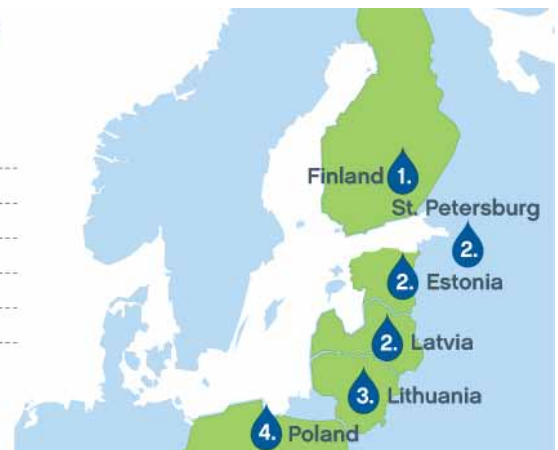 Finland 1.
St. Petersburg
2.
2. Estonia
2. Latvia
3. Lithuania
4. Poland